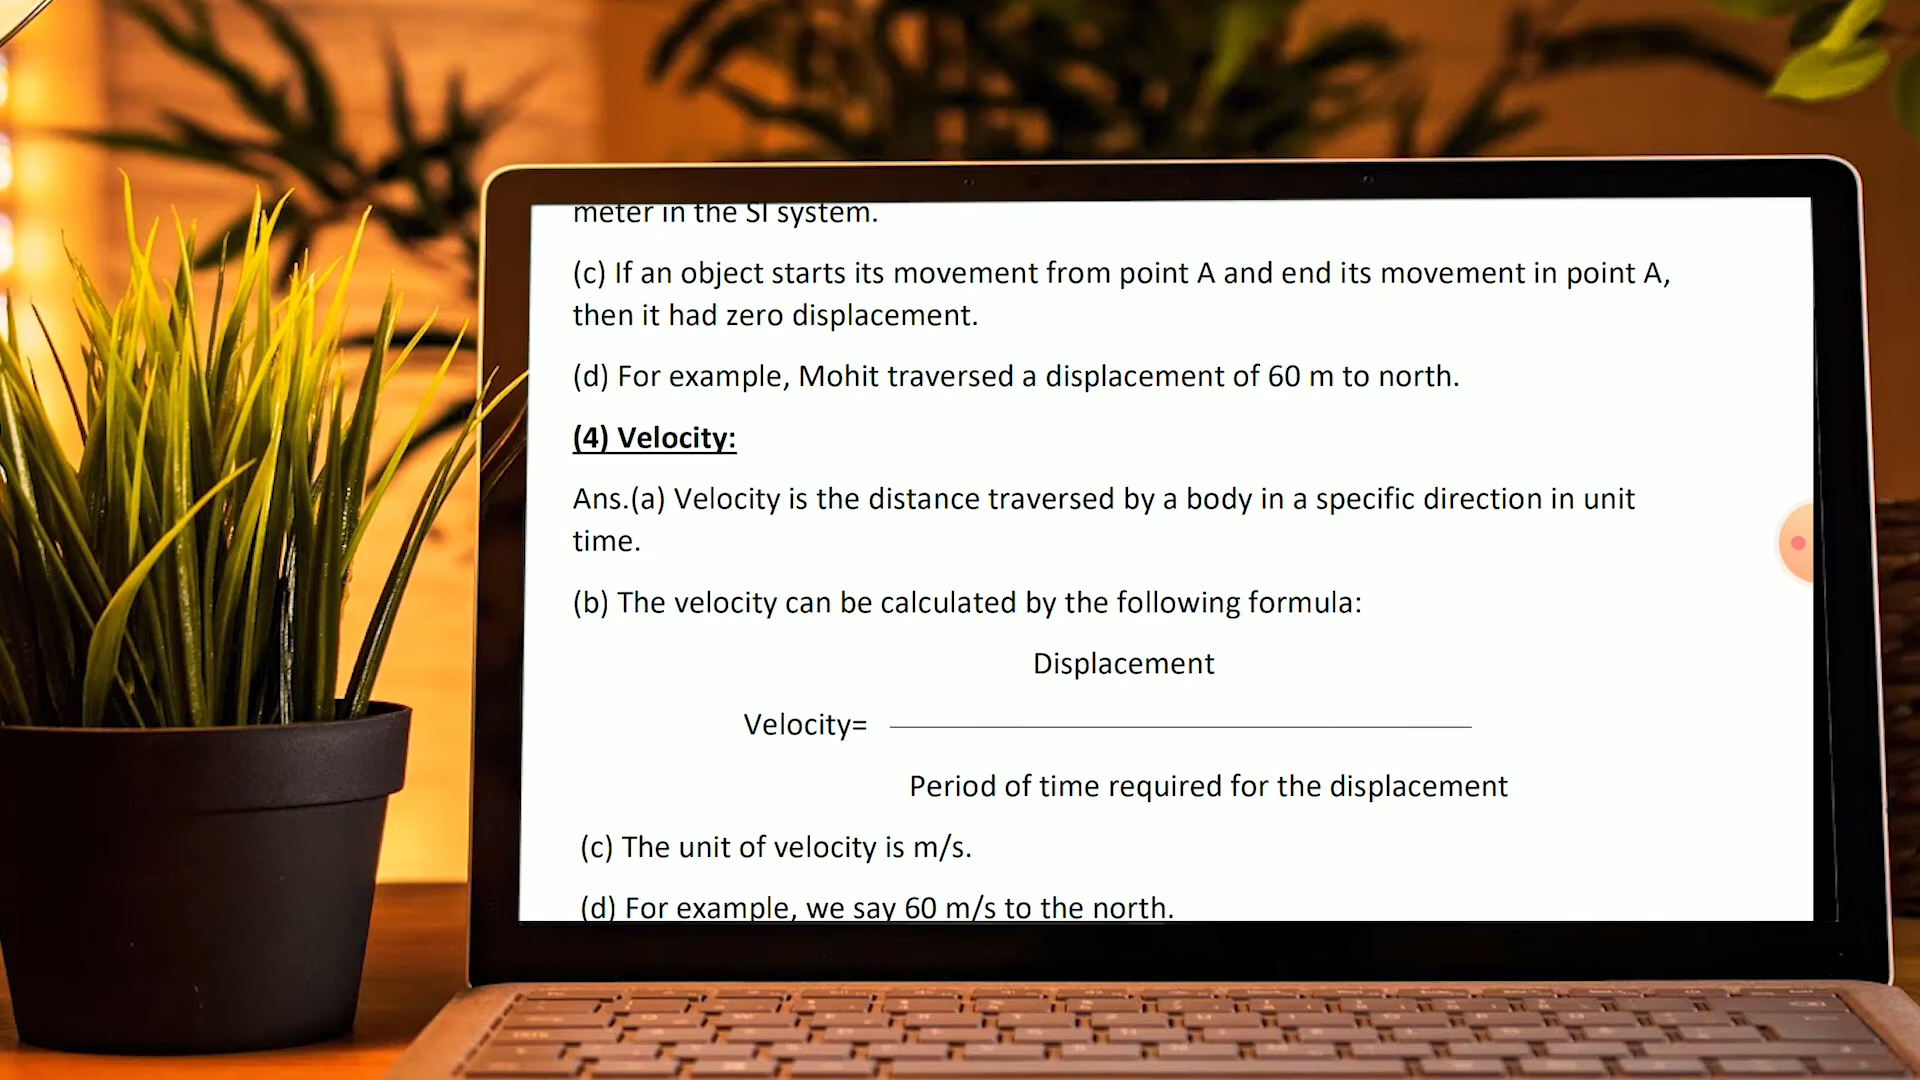 meter in the SI system.
(c) If an object starts its movement from point A and end its movement in point A,
then it had zero displacement.
(d) For example, Mohit traversed a displacement of 60 m to north.
(4) Velocity:
Ans.(a) Velocity is the distance traversed by a body in a specific direction in unit
time.
(b) The velocity can be calculated by the following formula:
Displacement
Velocity=
Period of time required for the displacement
(c) The unit of velocity is m/s.
(d) For example, we say 60 m/s to the north.